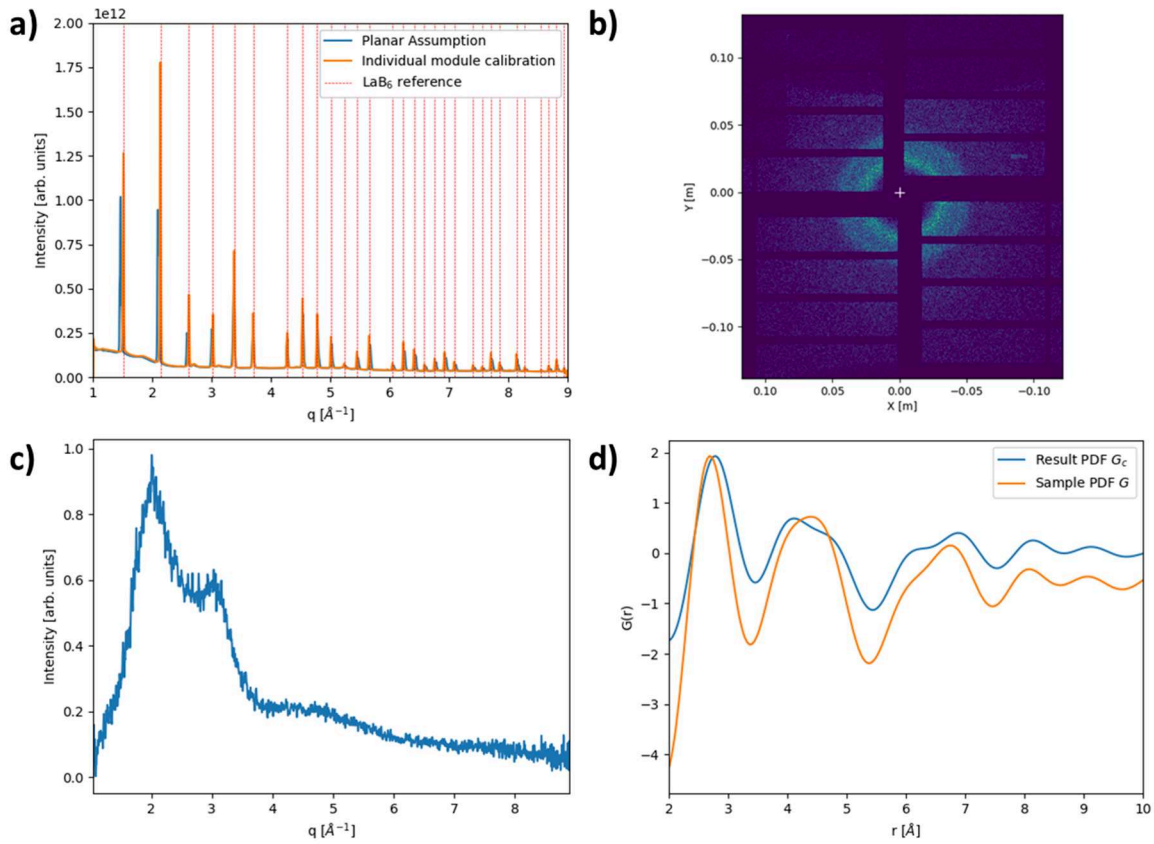 a)
1e12
2.00
1.75
1.50
1.25
1.00
0.75
0.50
0.25
0.00
Intensity [arb. units]
Planar Assumption
Individual module calibration
LaB₆ reference
1 2 3 4 5 6 7 8 9
q [Å⁻¹]
b)
0.10
0.05
0.00
−0.05
−0.10
Y [m]
0.10 0.05 0.00 −0.05 −0.10
X [m]
c)
1.0
0.8
0.6
0.4
0.2
0.0
Intensity [arb. units]
2 3 4 5 6 7 8
q [Å⁻¹]
d)
2
1
0
−1
−2
−3
−4
G(r)
Result PDF G_c
Sample PDF G
2 3 4 5 6 7 8 9 10
r [Å]